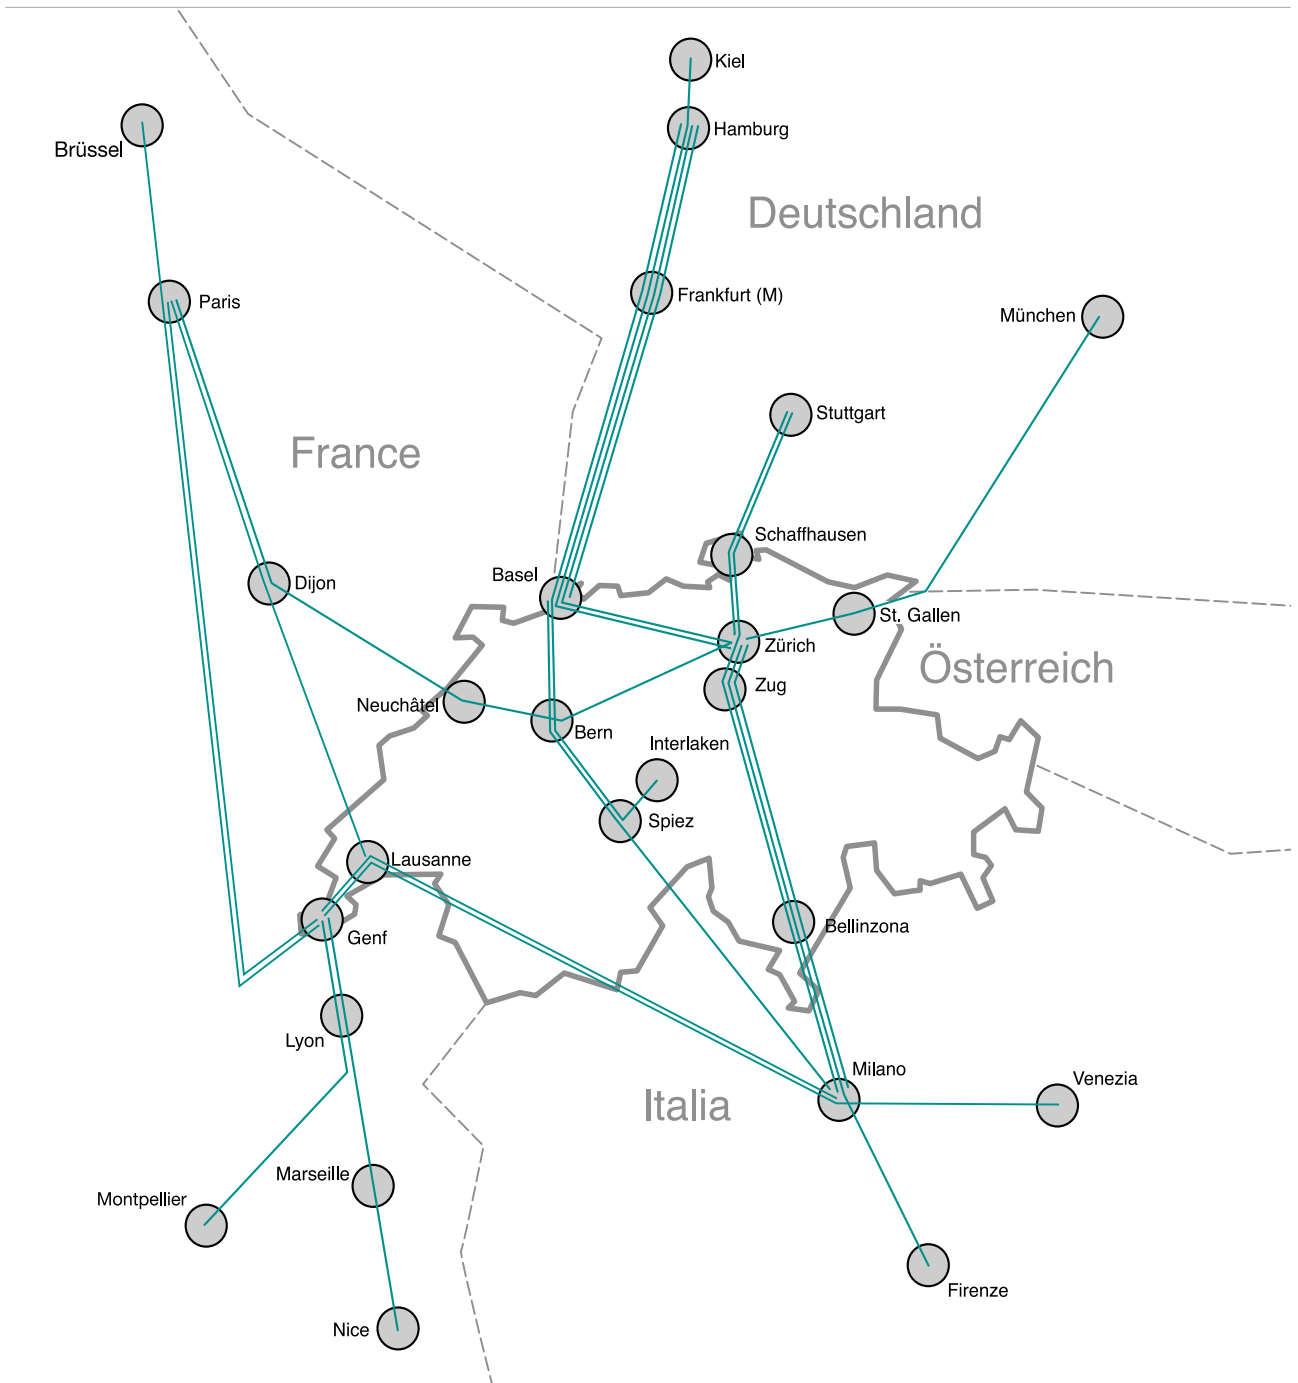 Kiel
Hamburg
Brüssel
Deutschland
Paris
Frankfurt (M)
München
Stuttgart
France
Schaffhausen
Basel
Dijon
St. Gallen
Zürich
Österreich
Zug
Neuchâtel
Bern
Interlaken
Spiez
Lausanne
Bellinzona
Genf
Lyon
Milano
Venezia
Italia
Marseille
Montpellier
Firenze
Nice